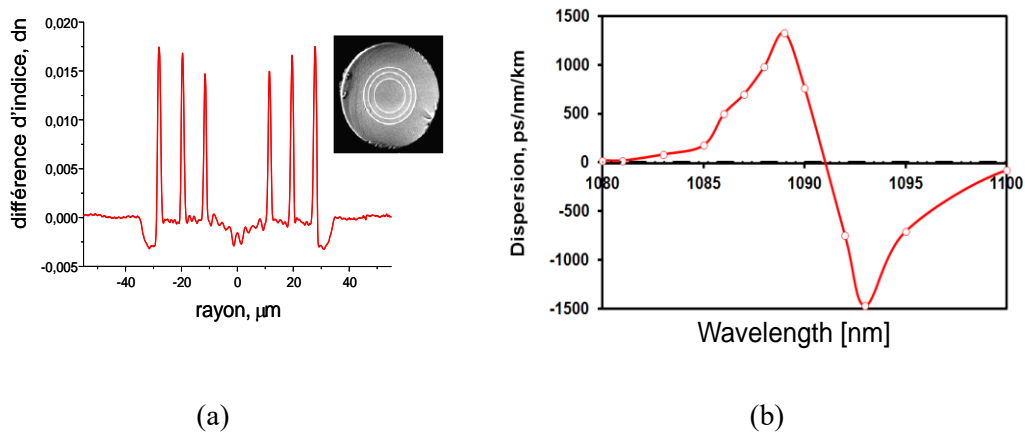 0,020
0,015
0,010
0,005
0,000
-0,005
différence d'indice, dn
-40 -20 0 20 40
rayon, μm
(a)
1500
1000
500
0
-500
-1000
-1500
Dispersion, ps/nm/km
1080 1085 1090 1095 1100
Wavelength [nm]
(b)